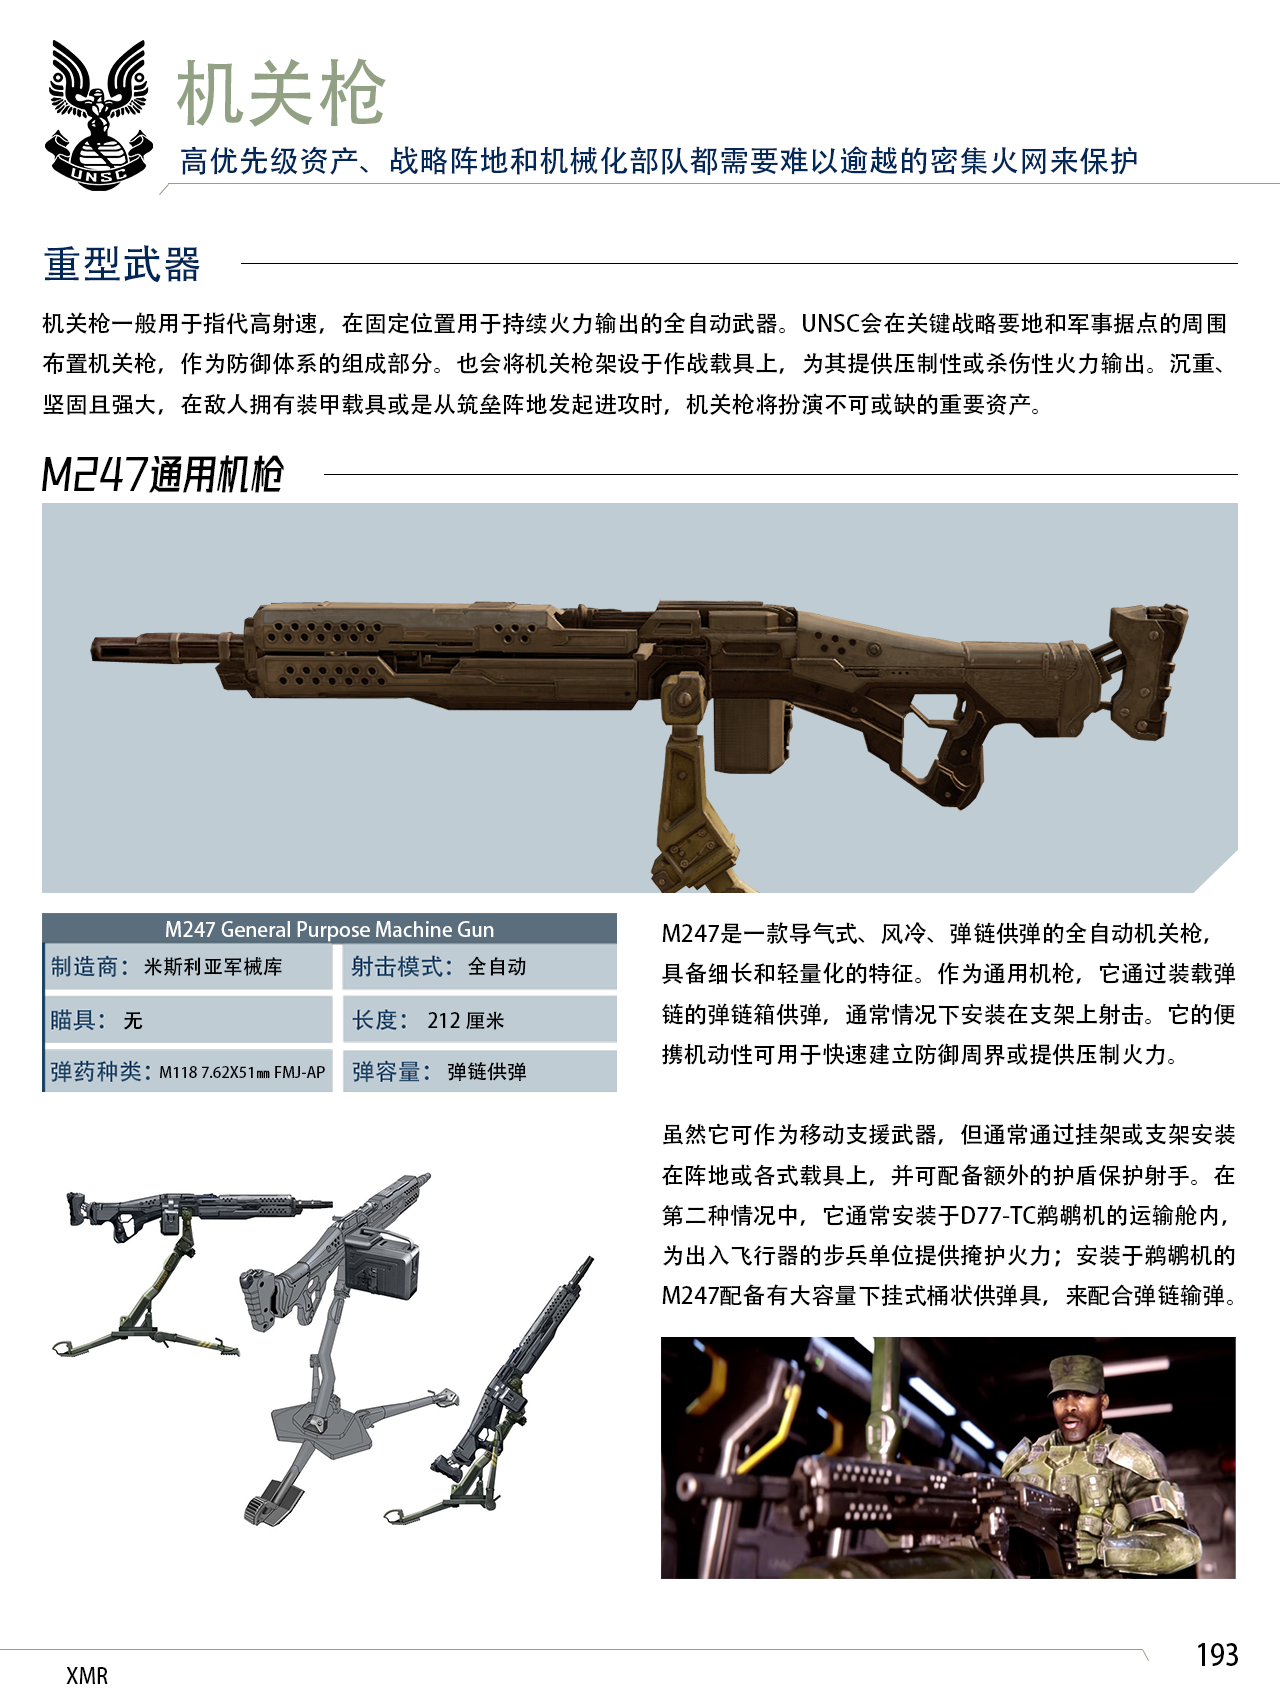 UNSC
机关枪
高优先级资产、战略阵地和机械化部队都需要难以逾越的密集火网来保护
重型武器
机关枪一般用于指代高射速，在固定位置用于持续火力输出的全自动武器。UNSC会在关键战略要地和军事据点的周围
布置机关枪，作为防御体系的组成部分。也会将机关枪架设于作战载具上，为其提供压制性或杀伤性火力输出。沉重、
坚固且强大，在敌人拥有装甲载具或是从筑垒阵地发起进攻时，机关枪将扮演不可或缺的重要资产。
M247通用机枪
M247 General Purpose Machine Gun
制造商：米斯利亚军械库
射击模式：全自动
瞄具：无
长度：212 厘米
弹药种类：M118 7.62X51㎜ FMJ-AP
弹容量：弹链供弹
M247是一款导气式、风冷、弹链供弹的全自动机关枪，
具备细长和轻量化的特征。作为通用机枪，它通过装载弹
链的弹链箱供弹，通常情况下安装在支架上射击。它的便
携机动性可用于快速建立防御周界或提供压制火力。
虽然它可作为移动支援武器，但通常通过挂架或支架安装
在阵地或各式载具上，并可配备额外的护盾保护射手。在
第二种情况中，它通常安装于D77-TC鹈鹕机的运输舱内，
为出入飞行器的步兵单位提供掩护火力；安装于鹈鹕机的
M247配备有大容量下挂式桶状供弹具，来配合弹链输弹。
193
XMR